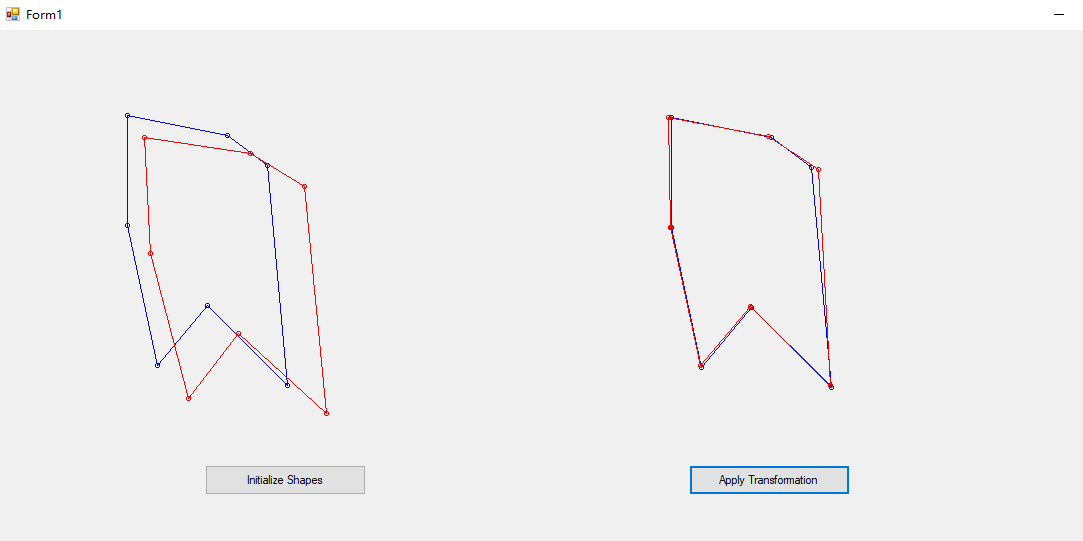 Form1
Initialize Shapes
Apply Transformation